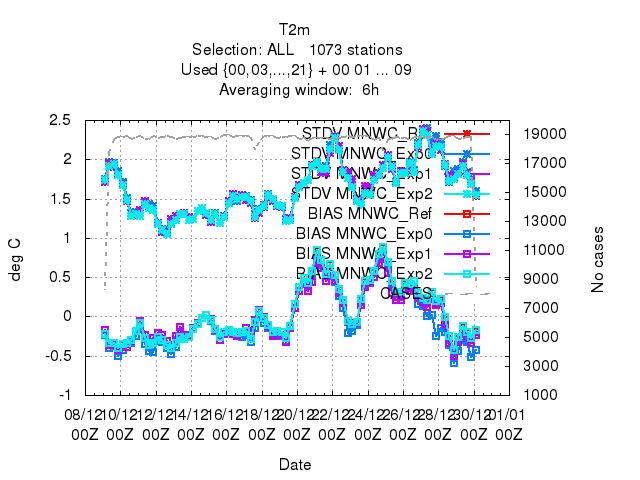 T2m
Selection: ALL   1073 stations
Used {00,03,...,21} + 00 01 ... 09
Averaging window:  6h
2.5
2
1.5
1
0.5
0
-0.5
-1
deg C
19000
17000
15000
13000
11000
9000
7000
5000
3000
1000
No cases
STDV MNWC_Ref
STDV MNWC_Exp0
STDV MNWC_Exp1
STDV MNWC_Exp2
BIAS MNWC_Ref
BIAS MNWC_Exp0
BIAS MNWC_Exp1
BIAS MNWC_Exp2
CASES
08/12 10/12 12/12 14/12 16/12 18/12 20/12 22/12 24/12 26/12 28/12 30/12 01/01
00Z 00Z 00Z 00Z 00Z 00Z 00Z 00Z 00Z 00Z 00Z 00Z 00Z
Date